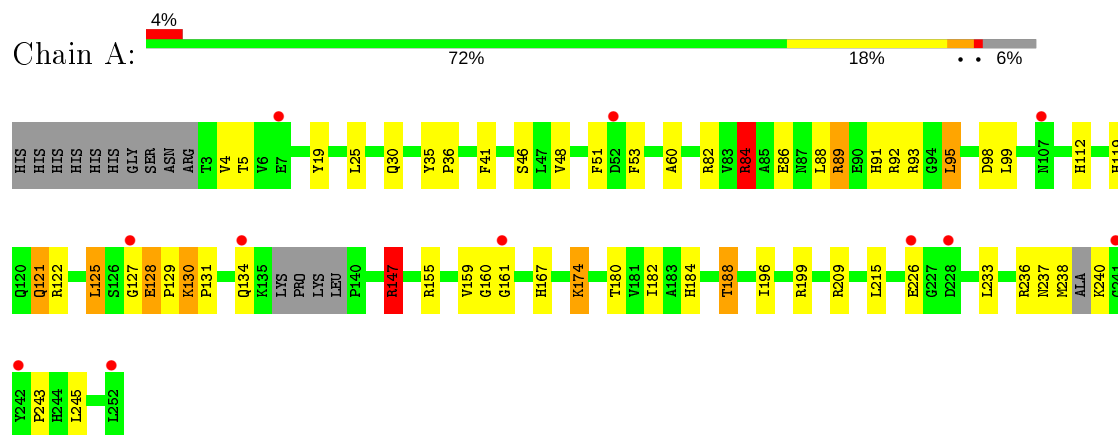 4%
Chain A:
72% 18% • • 6%
HIS HIS HIS HIS HIS HIS GLY SER ASN ARG T3 V4 T5 V6 E7 Y19 L25 Q30 Y35 P36 F41 S46 L47 V48 F51 D52 F53 A60 R82 V83 R84 A85 E86 N87 L88 R89 E90 H91 R92 R93 G94 L95 D98 L99 N107 H112 H119
Q120 Q121 R122 L125 S126 G127 E128 P129 K130 P131 Q134 K135 LYS PRO LYS LEU P140 R147 R155 V159 G160 G161 H167 K174 T180 V181 I182 A183 H184 T188 I196 R199 R209 L215 E226 G227 D228 L233 R236 N237 M238 ALA K240 G241
Y242 P243 H244 L245 L252